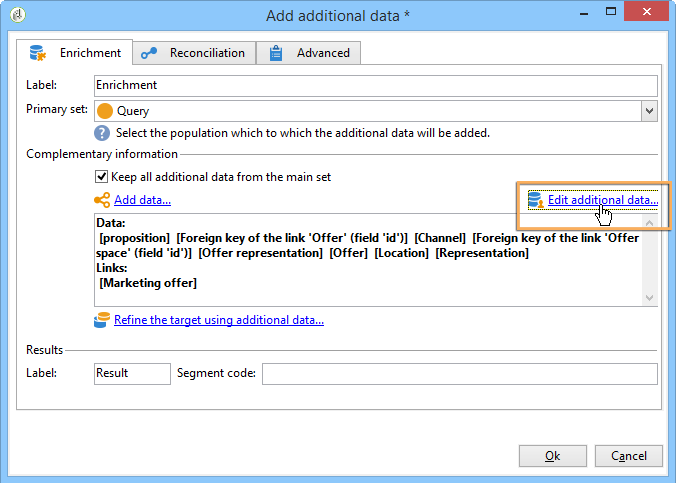 Add additional data *
Enrichment
Reconciliation
Advanced
Label: Enrichment
Primary set: Query
? Select the population which to which the additional data will be added.
Complementary information
Keep all additional data from the main set
Add data...
Edit additional data...
Data:
[proposition] [Foreign key of the link 'Offer' (field 'id')] [Channel] [Foreign key of the link 'Offer
space' (field 'id')] [Offer representation] [Offer] [Location] [Representation]
Links:
[Marketing offer]
Refine the target using additional data...
Results
Label: Result Segment code:
Ok Cancel